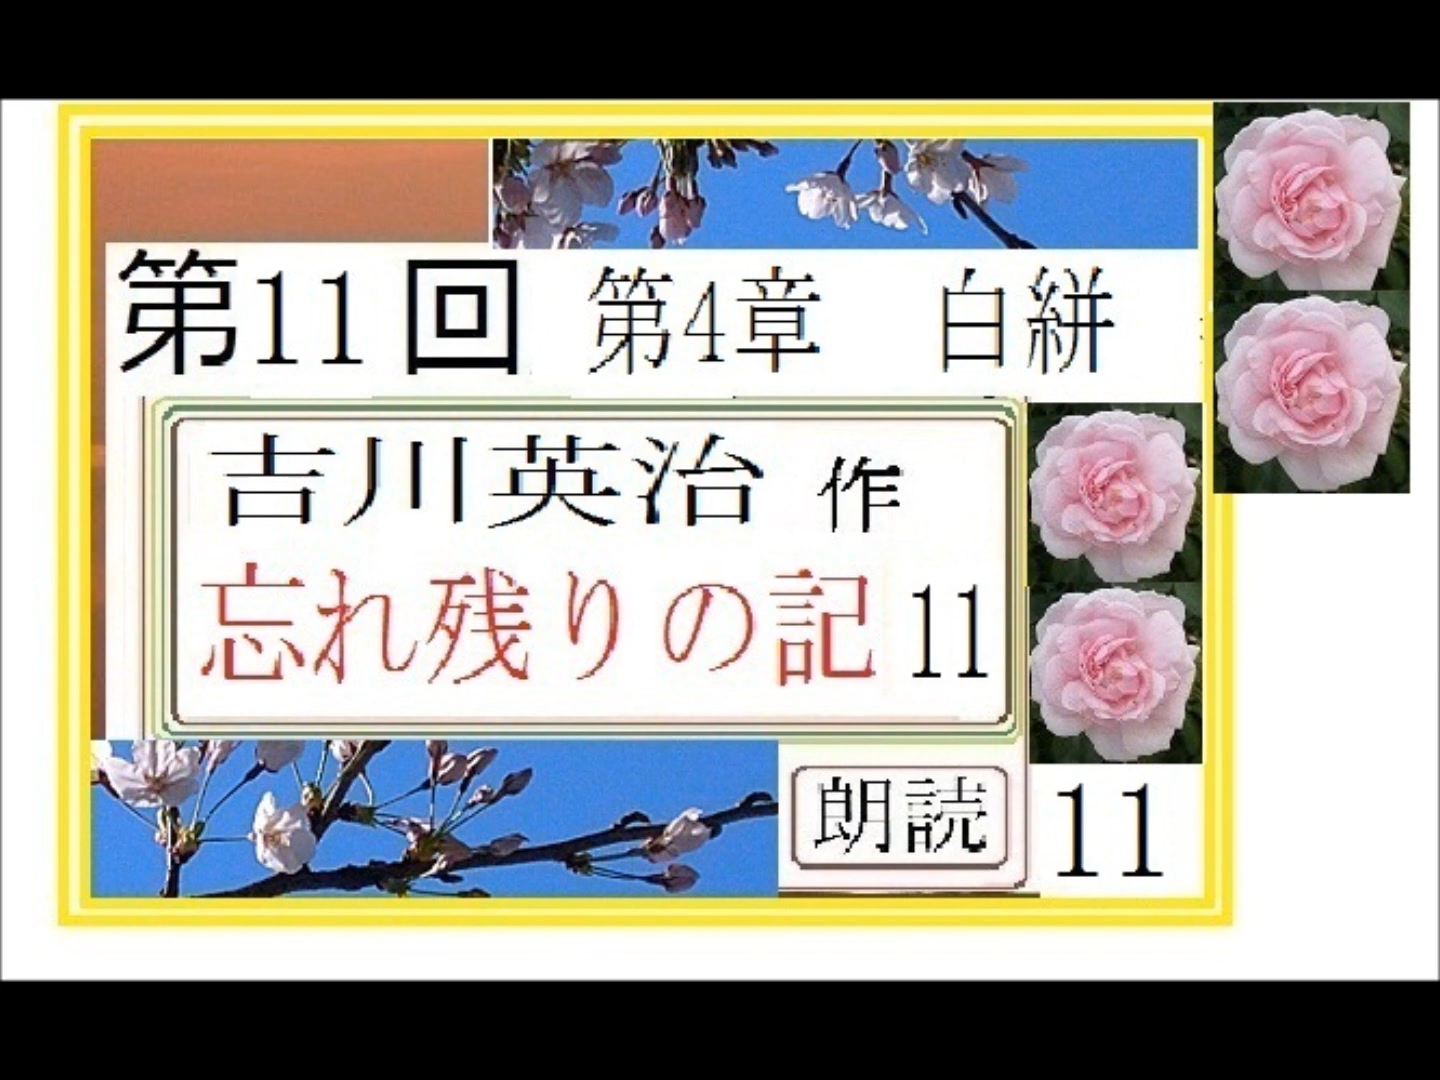 第11回 第4章 白絣
吉川英治 作
忘れ残りの記 11
朗読 11